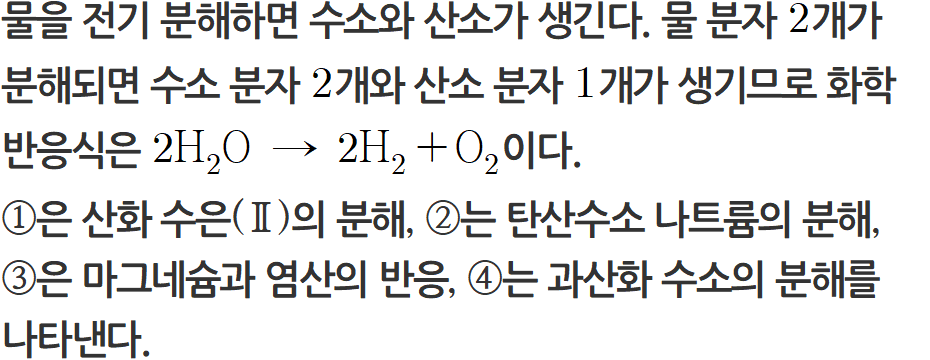 물을 전기 분해하면 수소와 산소가 생긴다. 물 분자 2개가
분해되면 수소 분자 2개와 산소 분자 1개가 생기므로 화학
반응식은 2H₂O → 2H₂+O₂이다.
①은 산화 수은(Ⅱ)의 분해, ②는 탄산수소 나트륨의 분해,
③은 마그네슘과 염산의 반응, ④는 과산화 수소의 분해를
나타낸다.